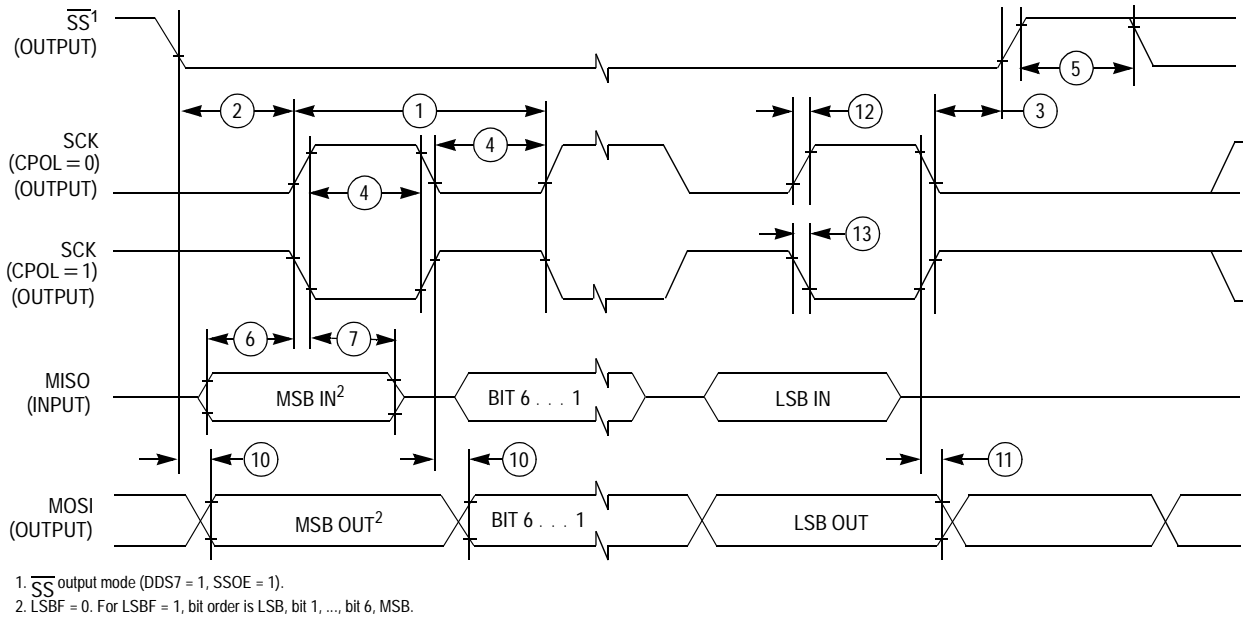 SS1
(OUTPUT)
5
2
1
12
3
SCK
(CPOL = 0)
(OUTPUT)
4
4
13
SCK
(CPOL = 1)
(OUTPUT)
6
7
MISO
(INPUT)
MSB IN2
BIT 6 . . . 1
LSB IN
10
10
11
MOSI
(OUTPUT)
MSB OUT2
BIT 6 . . . 1
LSB OUT
1. SS output mode (DDS7 = 1, SSOE = 1).
2. LSBF = 0. For LSBF = 1, bit order is LSB, bit 1, ..., bit 6, MSB.